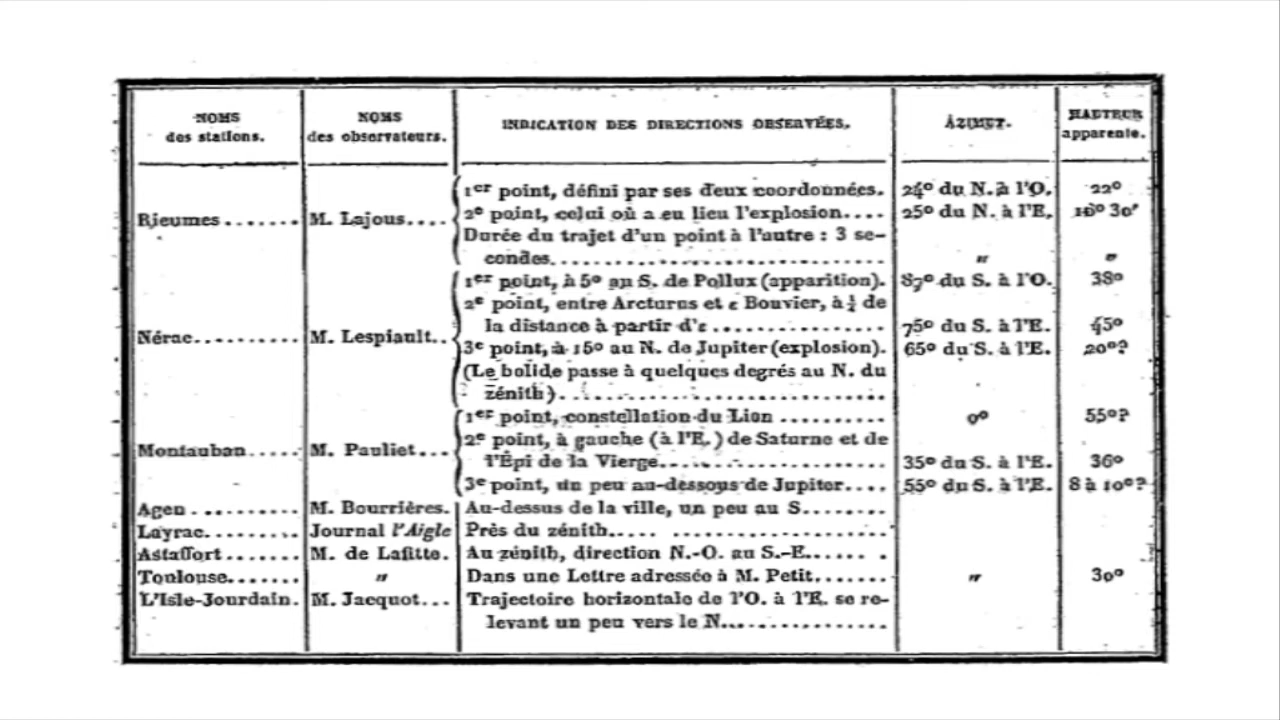 NOMS des stations.
NOMS des observateurs.
INDICATION DES DIRECTIONS OBSERVÉES.
AZIMUT.
HAUTEUR apparente.
Rieumes....... M. Lajous.... 1er point, défini par ses deux coordonnées. 24° du N. à l'O. 22°
2e point, celui où a eu lieu l'explosion.... 25° du N. à l'E. 10° 30'
Durée du trajet d'un point à l'autre : 3 se-
condes.............................. " "
Nérac.......... M. Lespiault.. 1er point, à 5° au S. de Pollux (apparition). 87° du S. à l'O. 38°
2e point, entre Arcturus et ε Bouvier, à ¼ de
la distance à partir d'ε............... 75° du S. à l'E. 45°
3e point, à 15° au N. de Jupiter (explosion). 65° du S. à l'E. 20°?
(Le bolide passe à quelques degrés au N. du
zénith)..............................
Montauban..... M. Pauliet... 1er point, constellation du Lion .......... 0° 55°?
2e point, à gauche (à l'E.) de Saturne et de
l'Épi de la Vierge.................... 35° du S. à l'E. 36°
3e point, un peu au-dessous de Jupiter.... 55° du S. à l'E. 8 à 10°?
Agen .......... M. Bourrières. Au-dessus de la ville, un peu au S.......
Layrac......... Journal l'Aigle Près du zénith..... ....................
Astaffort....... M. de Lafitte. Au zénith, direction N.-O. au S.-E...... .
Toulouse....... " Dans une Lettre adressée à M. Petit....... " 30°
L'Isle-Jourdain. M. Jacquot... Trajectoire horizontale de l'O. à l'E. se re-
levant un peu vers le N................